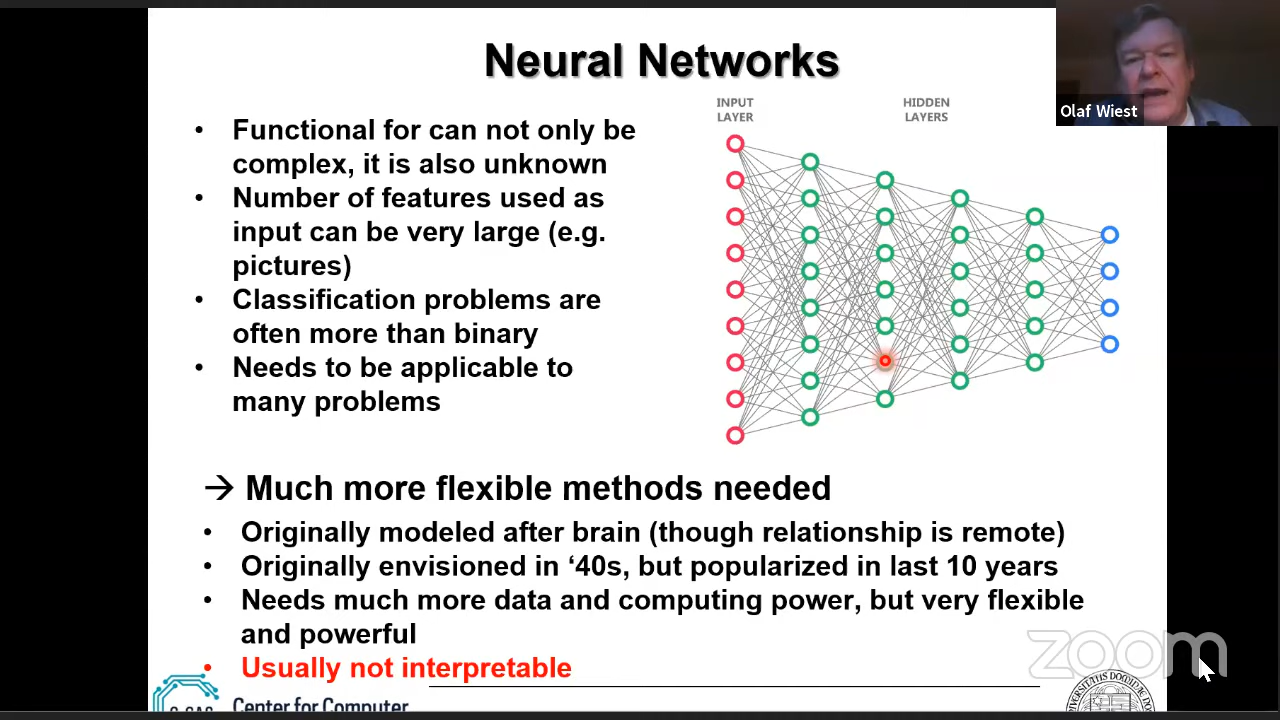 Neural Networks
INPUT
LAYER
HIDDEN
LAYERS
Olaf Wiest
• Functional for can not only be
complex, it is also unknown
• Number of features used as
input can be very large (e.g.
pictures)
• Classification problems are
often more than binary
• Needs to be applicable to
many problems
→ Much more flexible methods needed
• Originally modeled after brain (though relationship is remote)
• Originally envisioned in ‘40s, but popularized in last 10 years
• Needs much more data and computing power, but very flexible
and powerful
• Usually not interpretable
zoom
Center for Computer